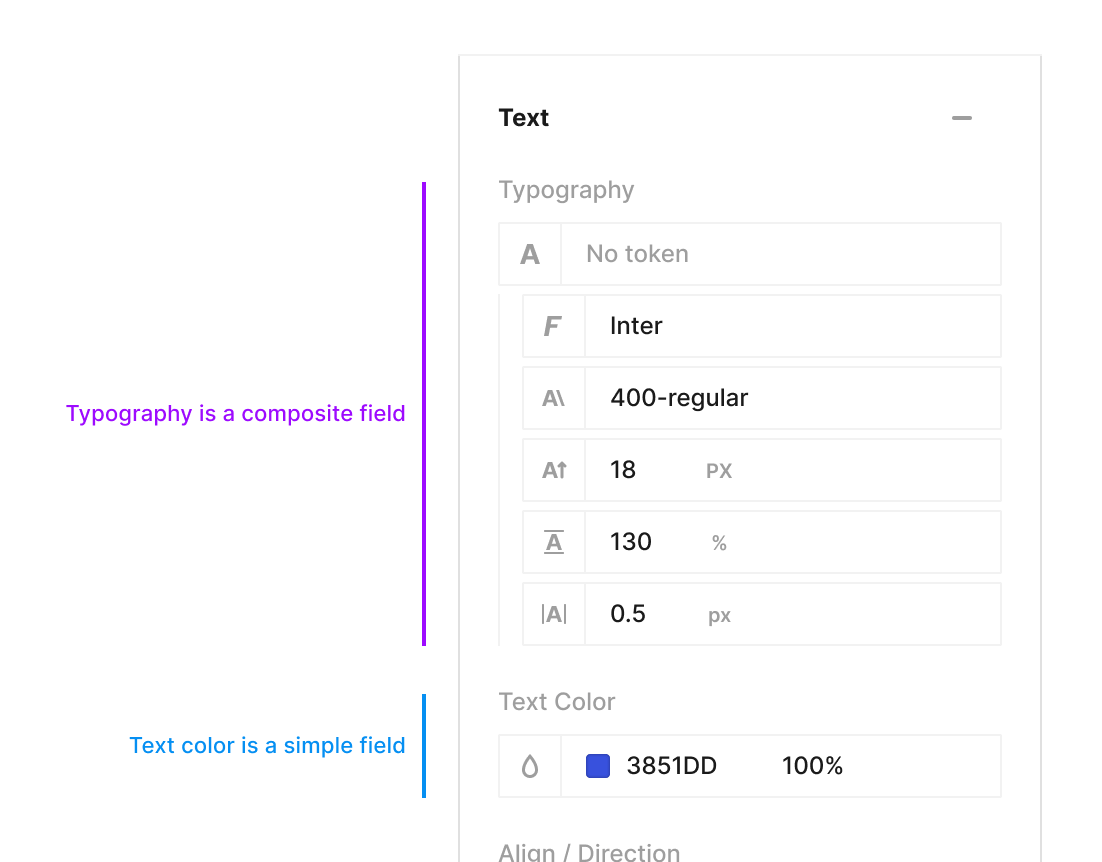 Text
Typography
A No token
F Inter
A\ 400-regular
A↑ 18 PX
A 130 %
|A| 0.5 px
Typography is a composite field
Text Color
Text color is a simple field
3851DD 100%
Align / Direction